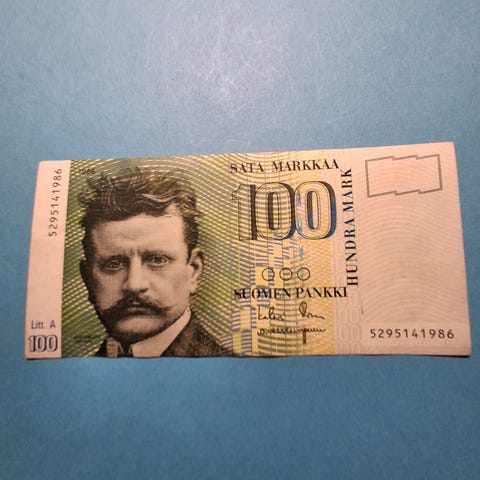 5295141986
1986
SATA MARKKAA
100
HUNDRA MARK
SUOMEN PANKKI
Litt. A
100
5295141986